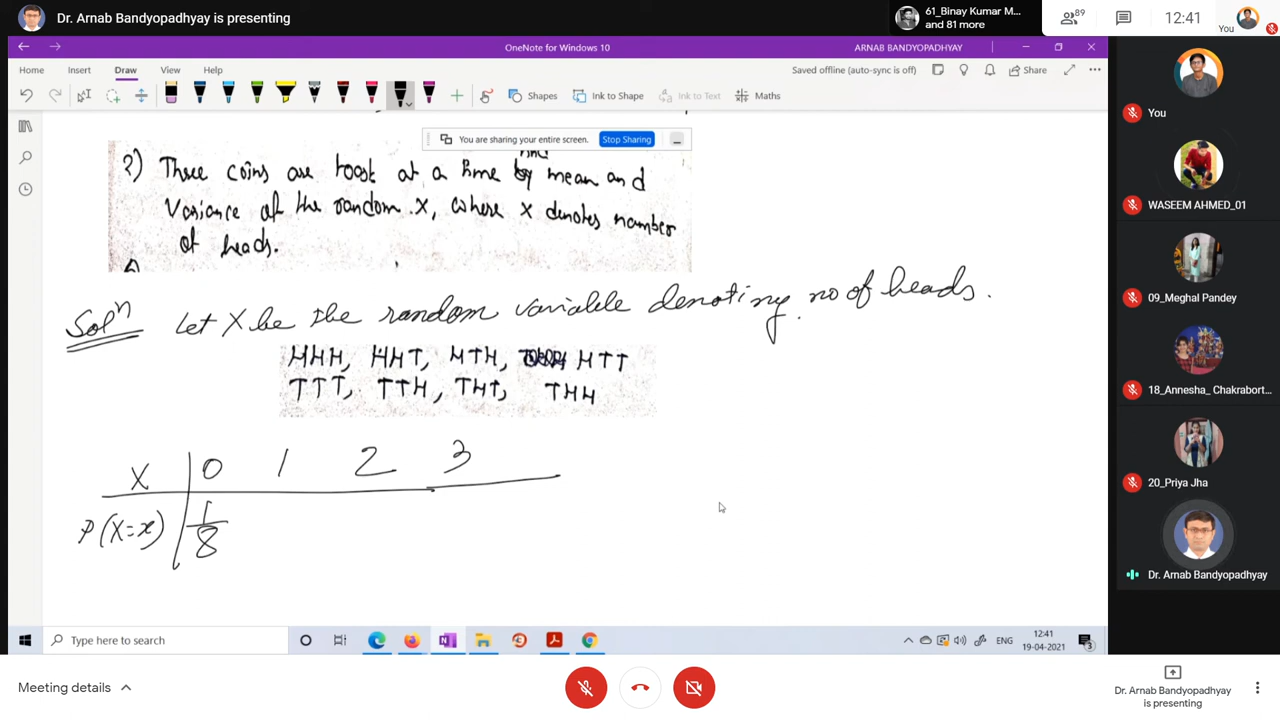 Dr. Arnab Bandyopadhyay is presenting
61_Binay Kumar M...
and 81 more
89
12:41
You
OneNote for Windows 10
ARNAB BANDYOPADHYAY
Home Insert Draw View Help
Saved offline (auto-sync is off)
Share
Shapes
Ink to Shape
Ink to Text
Maths
You are sharing your entire screen.
Stop Sharing
2) Three coins are tosst at a time by mean and
variance of the random X, where x denotes number
of heads.
Solⁿ Let X be the random variable denoting no of heads.
HHH, HHT, HTH, HTT
TTT, TTH, THT, THH
X 0 1 2 3
P(X=x) 1/8
You
WASEEM AHMED_01
09_Meghal Pandey
18_Annesha_ Chakrabort...
20_Priya Jha
Dr. Arnab Bandyopadhyay
Type here to search
ENG
12:41
19-04-2021
3
Meeting details
Dr. Arnab Bandyopadhyay
is presenting